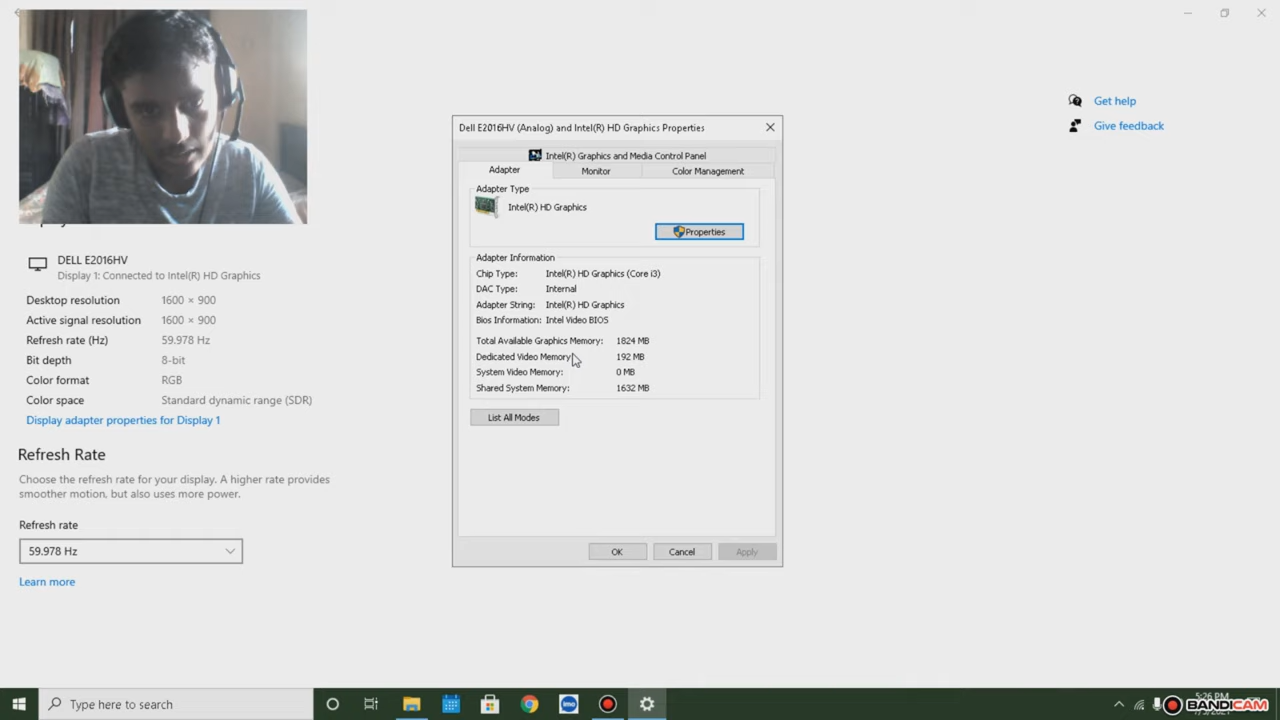 Get help
Give feedback
Dell E2016HV (Analog) and Intel(R) HD Graphics Properties
Intel(R) Graphics and Media Control Panel
Adapter
Monitor
Color Management
Adapter Type
Intel(R) HD Graphics
Properties
Adapter Information
Chip Type: Intel(R) HD Graphics (Core i3)
DAC Type: Internal
Adapter String: Intel(R) HD Graphics
Bios Information: Intel Video BIOS
Total Available Graphics Memory: 1824 MB
Dedicated Video Memory: 192 MB
System Video Memory: 0 MB
Shared System Memory: 1632 MB
List All Modes
OK
Cancel
Apply
DELL E2016HV
Display 1: Connected to Intel(R) HD Graphics
Desktop resolution 1600 × 900
Active signal resolution 1600 × 900
Refresh rate (Hz) 59.978 Hz
Bit depth 8-bit
Color format RGB
Color space Standard dynamic range (SDR)
Display adapter properties for Display 1
Refresh Rate
Choose the refresh rate for your display. A higher rate provides
smoother motion, but also uses more power.
Refresh rate
59.978 Hz
Learn more
Type here to search
imo
5:26 PM
BANDICAM